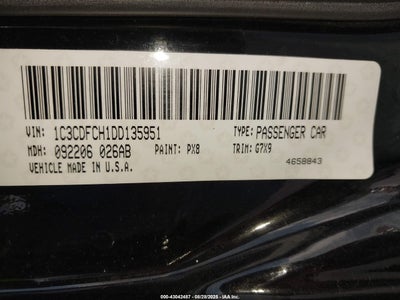 VIN: 1C3CDFCH1DD135951 TYPE: PASSENGER CAR
MDH: 092206 026AB PAINT: PX8 TRIM: G7X9
VEHICLE MADE IN U.S.A. 4658843
000-43042487 - 08/29/2025 - IAA Inc.